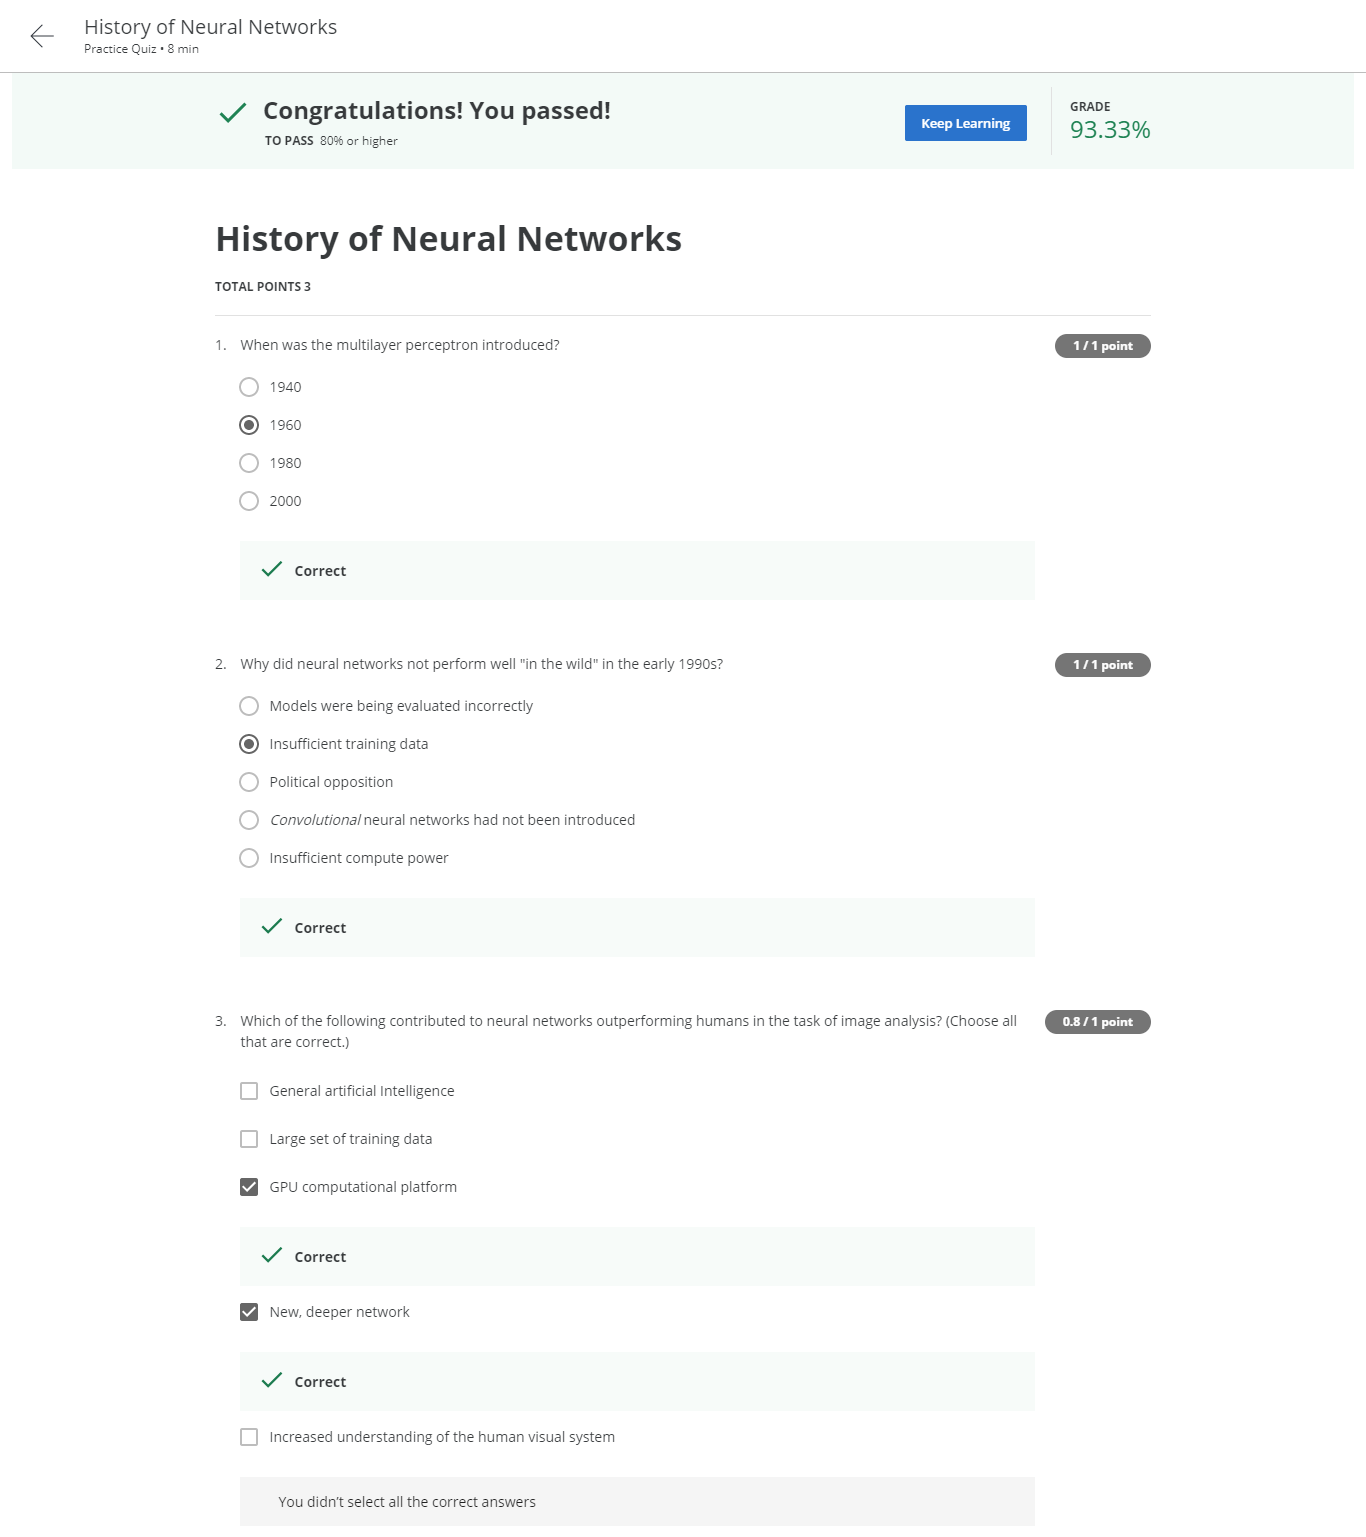 History of Neural Networks
Practice Quiz • 8 min
Congratulations! You passed!
TO PASS 80% or higher
Keep Learning
GRADE
93.33%
History of Neural Networks
TOTAL POINTS 3
1. When was the multilayer perceptron introduced?
1 / 1 point
1940
1960
1980
2000
Correct
2. Why did neural networks not perform well "in the wild" in the early 1990s?
1 / 1 point
Models were being evaluated incorrectly
Insufficient training data
Political opposition
Convolutional neural networks had not been introduced
Insufficient compute power
Correct
3. Which of the following contributed to neural networks outperforming humans in the task of image analysis? (Choose all
that are correct.)
0.8 / 1 point
General artificial Intelligence
Large set of training data
GPU computational platform
Correct
New, deeper network
Correct
Increased understanding of the human visual system
You didn't select all the correct answers